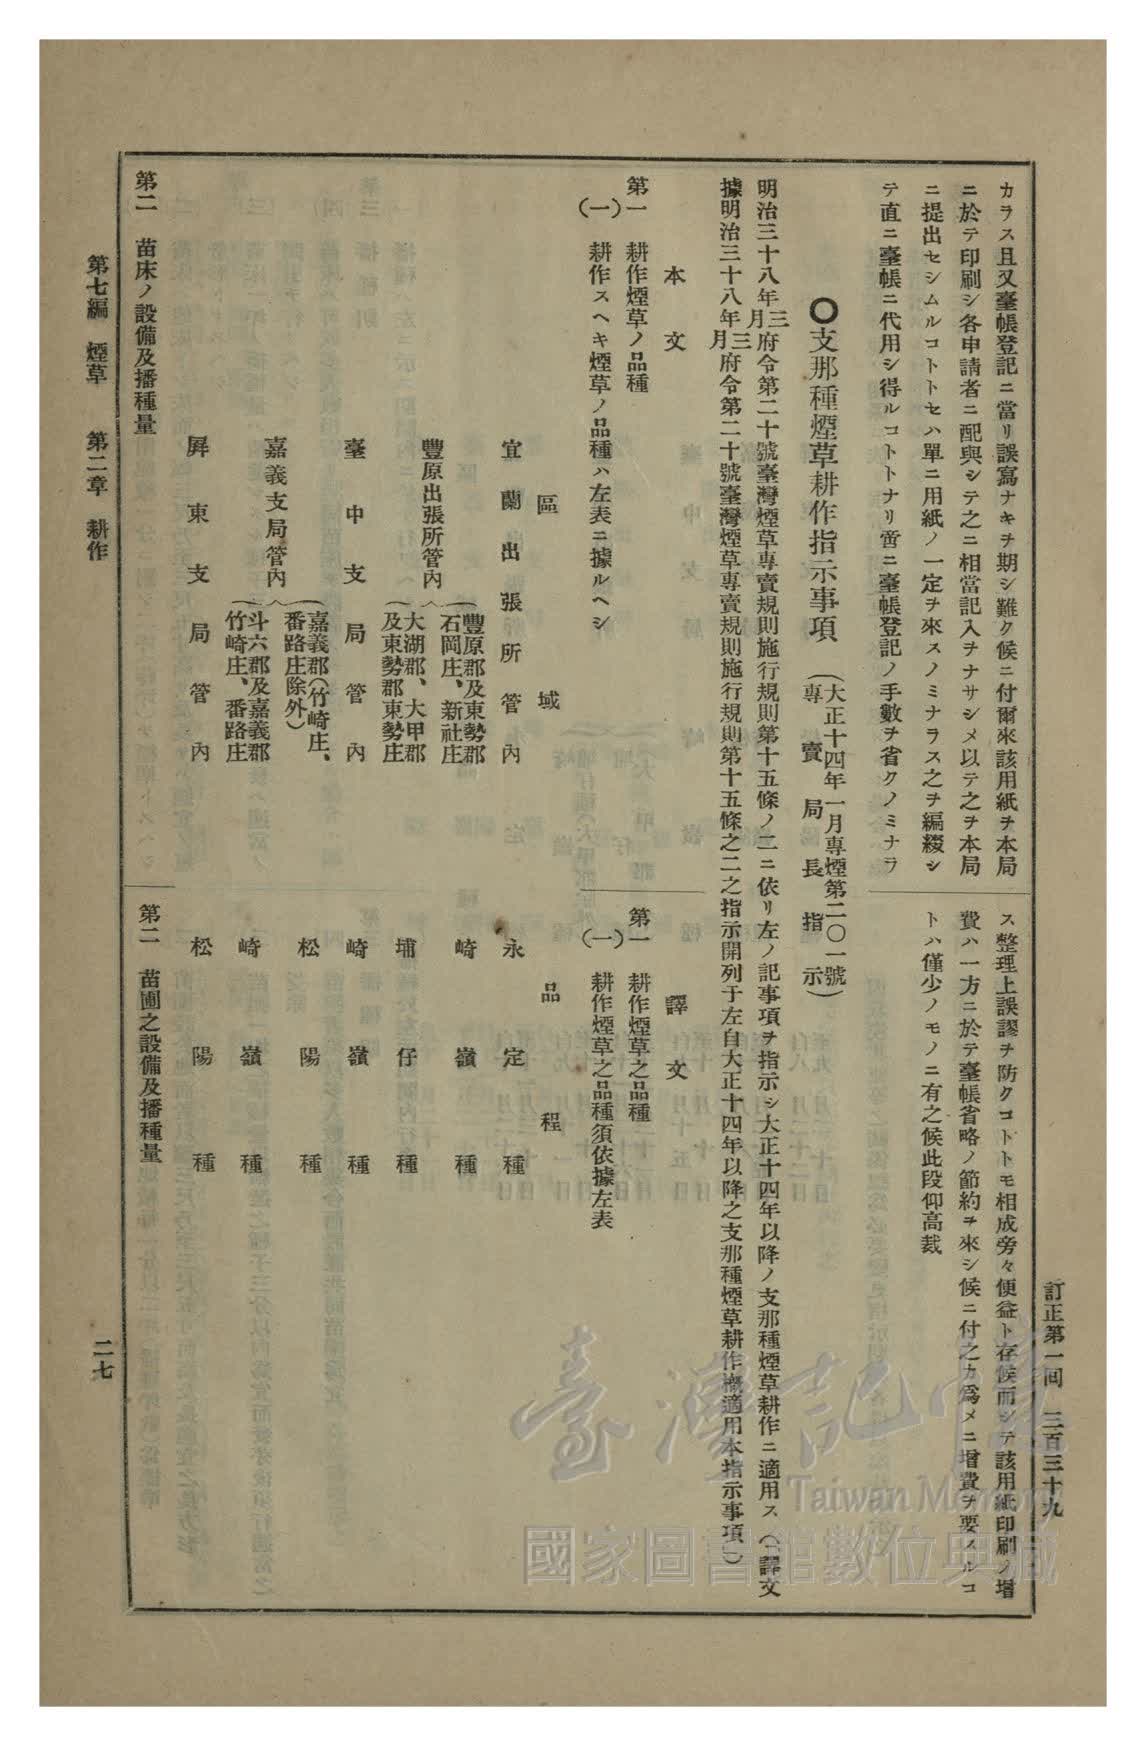 訂正第一回　三百三十九
カラス且又臺帳登記ニ當リ誤寫ナキヲ期シ難ク候ニ付爾來該用紙ヲ本局
ニ於テ印刷シ各申請者ニ配與シテ之ニ相當記入ヲナサシメ以テ之ヲ本局
ニ提出セシムルコトトセハ單ニ用紙ノ一定ヲ來スノミナラス之ヲ編綴シ
テ直ニ臺帳ニ代用シ得ルコトトナリ啻ニ臺帳登記ノ手數ヲ省クノミナラ
ス整理上誤謬ヲ防クコトトモ相成旁々便益ト存候而シテ該用紙印刷ノ增
費ハ一方ニ於テ臺帳省略ノ節約ヲ來シ候ニ付之カ爲メニ增費ヲ要スルコ
トハ僅少ノモノニ有之候此段仰高裁
○支那種煙草耕作指示事項（大正十四年一月專煙第二〇一號
專賣局長指示）
明治三十八年三月府令第二十號臺灣煙草專賣規則施行規則第十五條ノ二ニ依リ左ノ記事項ヲ指示シ大正十四年以降ノ支那種煙草耕作ニ適用ス（譯文
據明治三十八年三月府令第二十號臺灣煙草專賣規則施行規則第十五條之二之指示開列于左自大正十四年以降之支那種煙草耕作概適用本指示事項）
本文
第一　耕作煙草ノ品種
（一）耕作スヘキ煙草ノ品種ハ左表ニ據ルヘシ
譯文
第一　耕作煙草之品種
（一）耕作煙草之品種須依據左表
區域　品種
宜蘭出張所管內　永定種
豐原出張所管內
豐原郡及東勢郡
石岡庄、新社庄　崎嶺種
大湖郡、大甲郡
及東勢郡東勢庄　埔仔種
臺中支局管內　崎嶺種
嘉義支局管內
嘉義郡（竹崎庄、
番路庄除外）　松陽種
斗六郡及嘉義郡
竹崎庄、番路庄　崎嶺種
屏東支局管內　松陽種
第二　苗床ノ設備及播種量
第二　苗圃之設備及播種量
第七編　煙草　第二章　耕作
二七
臺灣記憶
Taiwan Memory
國家圖書館數位典藏